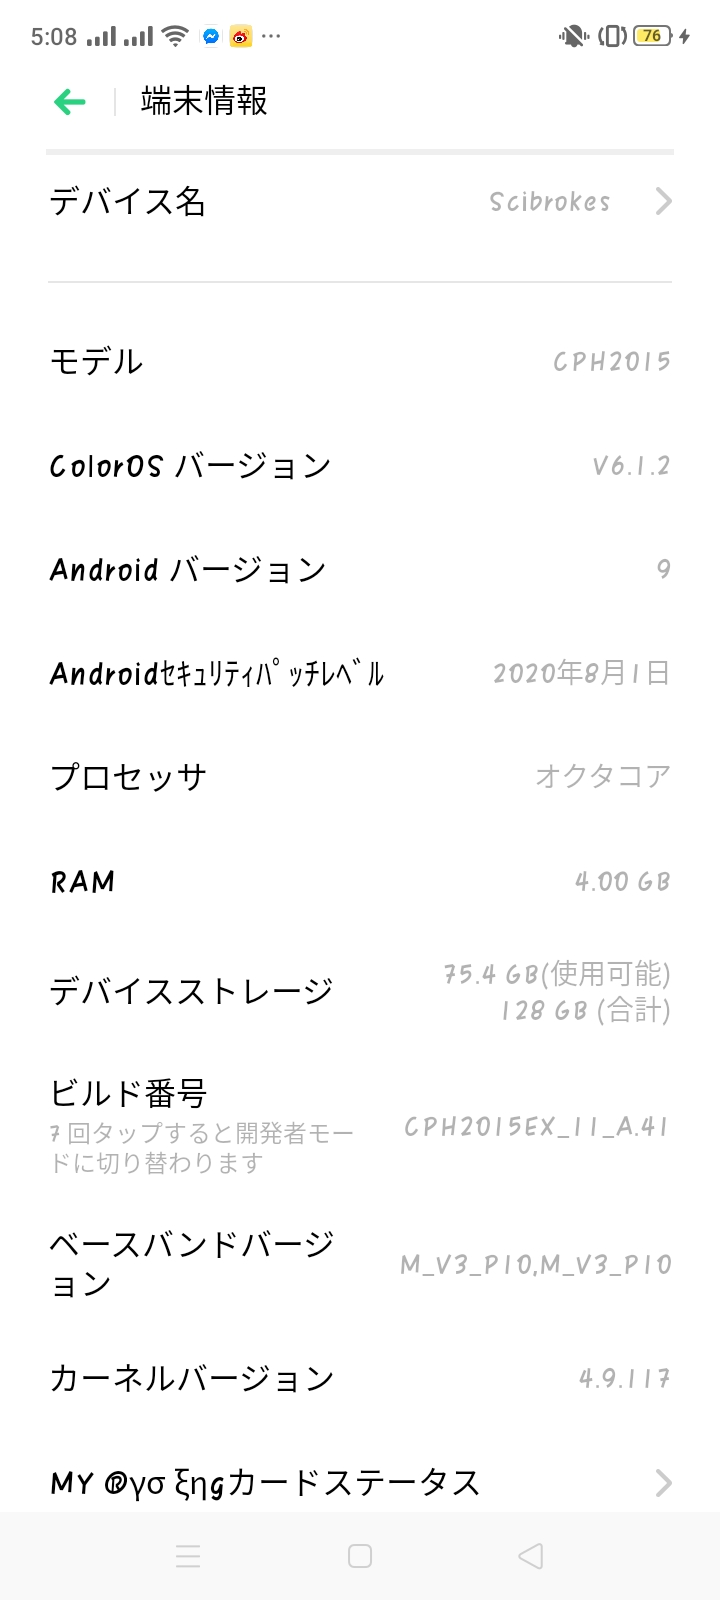 5:08
76
端末情報
デバイス名 Scibrokes
モデル CPH2015
ColorOS バージョン V6.1.2
Android バージョン 9
Androidｾｷｭﾘﾃｨﾊﾟｯﾁﾚﾍﾞﾙ 2020年8月1日
プロセッサ オクタコア
RAM 4.00 GB
デバイスストレージ 75.4 GB(使用可能)
128 GB (合計)
ビルド番号
7 回タップすると開発者モー
ドに切り替わります
CPH2015EX_11_A.41
ベースバンドバージ
ョン
M_V3_P10,M_V3_P10
カーネルバージョン 4.9.117
MY ®γσ ξηgカードステータス